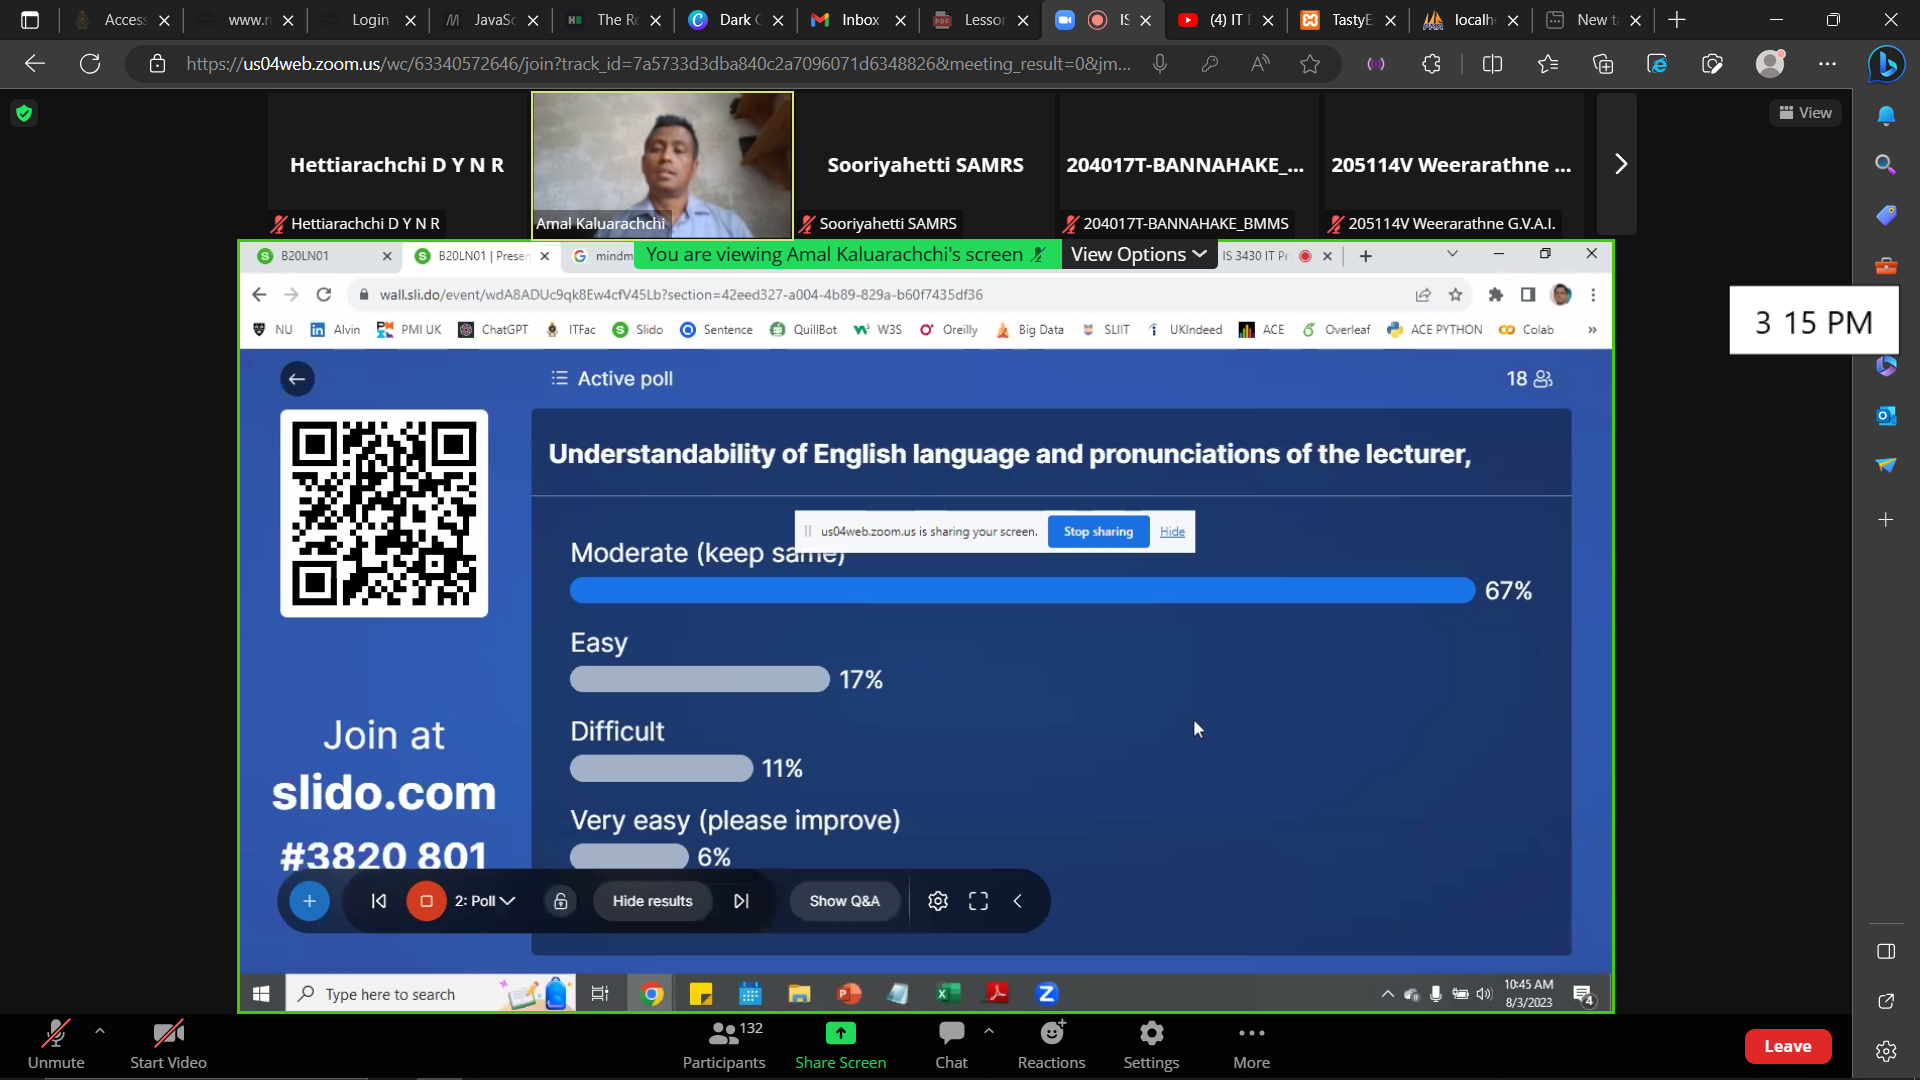 Access
www.n
Login
JavaSc
The Re
Dark G
Inbox
Lesson
IS
(4) IT P
TastyE
localh
New ta
https://us04web.zoom.us/wc/63340572646/join?track_id=7a5733d3dba840c2a7096071d6348826&meeting_result=0&jm...
View
Hettiarachchi D Y N R
Sooriyahetti SAMRS
204017T-BANNAHAKE_...
205114V Weerarathne ...
Hettiarachchi D Y N R
Amal Kaluarachchi
Sooriyahetti SAMRS
204017T-BANNAHAKE_BMMS
205114V Weerarathne G.V.A.I.
B20LN01
B20LN01 | Presen
mindm
You are viewing Amal Kaluarachchi's screen
View Options
IS 3430 IT Pr
wall.sli.do/event/wdA8ADUc9qk8Ew4cfV45Lb?section=42eed327-a004-4b89-829a-b60f7435df36
NU
Alvin
PMI UK
ChatGPT
ITFac
Slido
Sentence
QuillBot
W3S
Oreilly
Big Data
SLIIT
UKIndeed
ACE
Overleaf
ACE PYTHON
Colab
»
3 15 PM
Active poll
18
Understandability of English language and pronunciations of the lecturer,
us04web.zoom.us is sharing your screen.
Stop sharing
Hide
Moderate (keep same)
67%
Easy
17%
Difficult
11%
Very easy (please improve)
6%
Join at
slido.com
#3820 801
2: Poll
Hide results
Show Q&A
Type here to search
10:45 AM
8/3/2023
4
Unmute
Start Video
132
Participants
Share Screen
Chat
Reactions
Settings
More
Leave